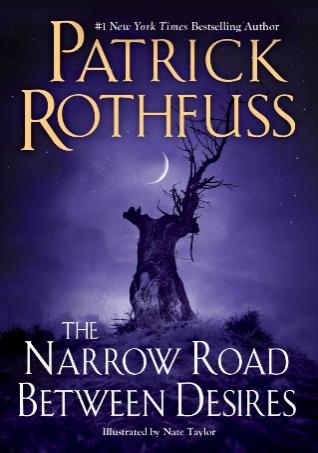 #1 New York Times Bestselling Author
PATRICK
ROTHFUSS
THE
NARROW ROAD
BETWEEN DESIRES
Illustrated by Nate Taylor